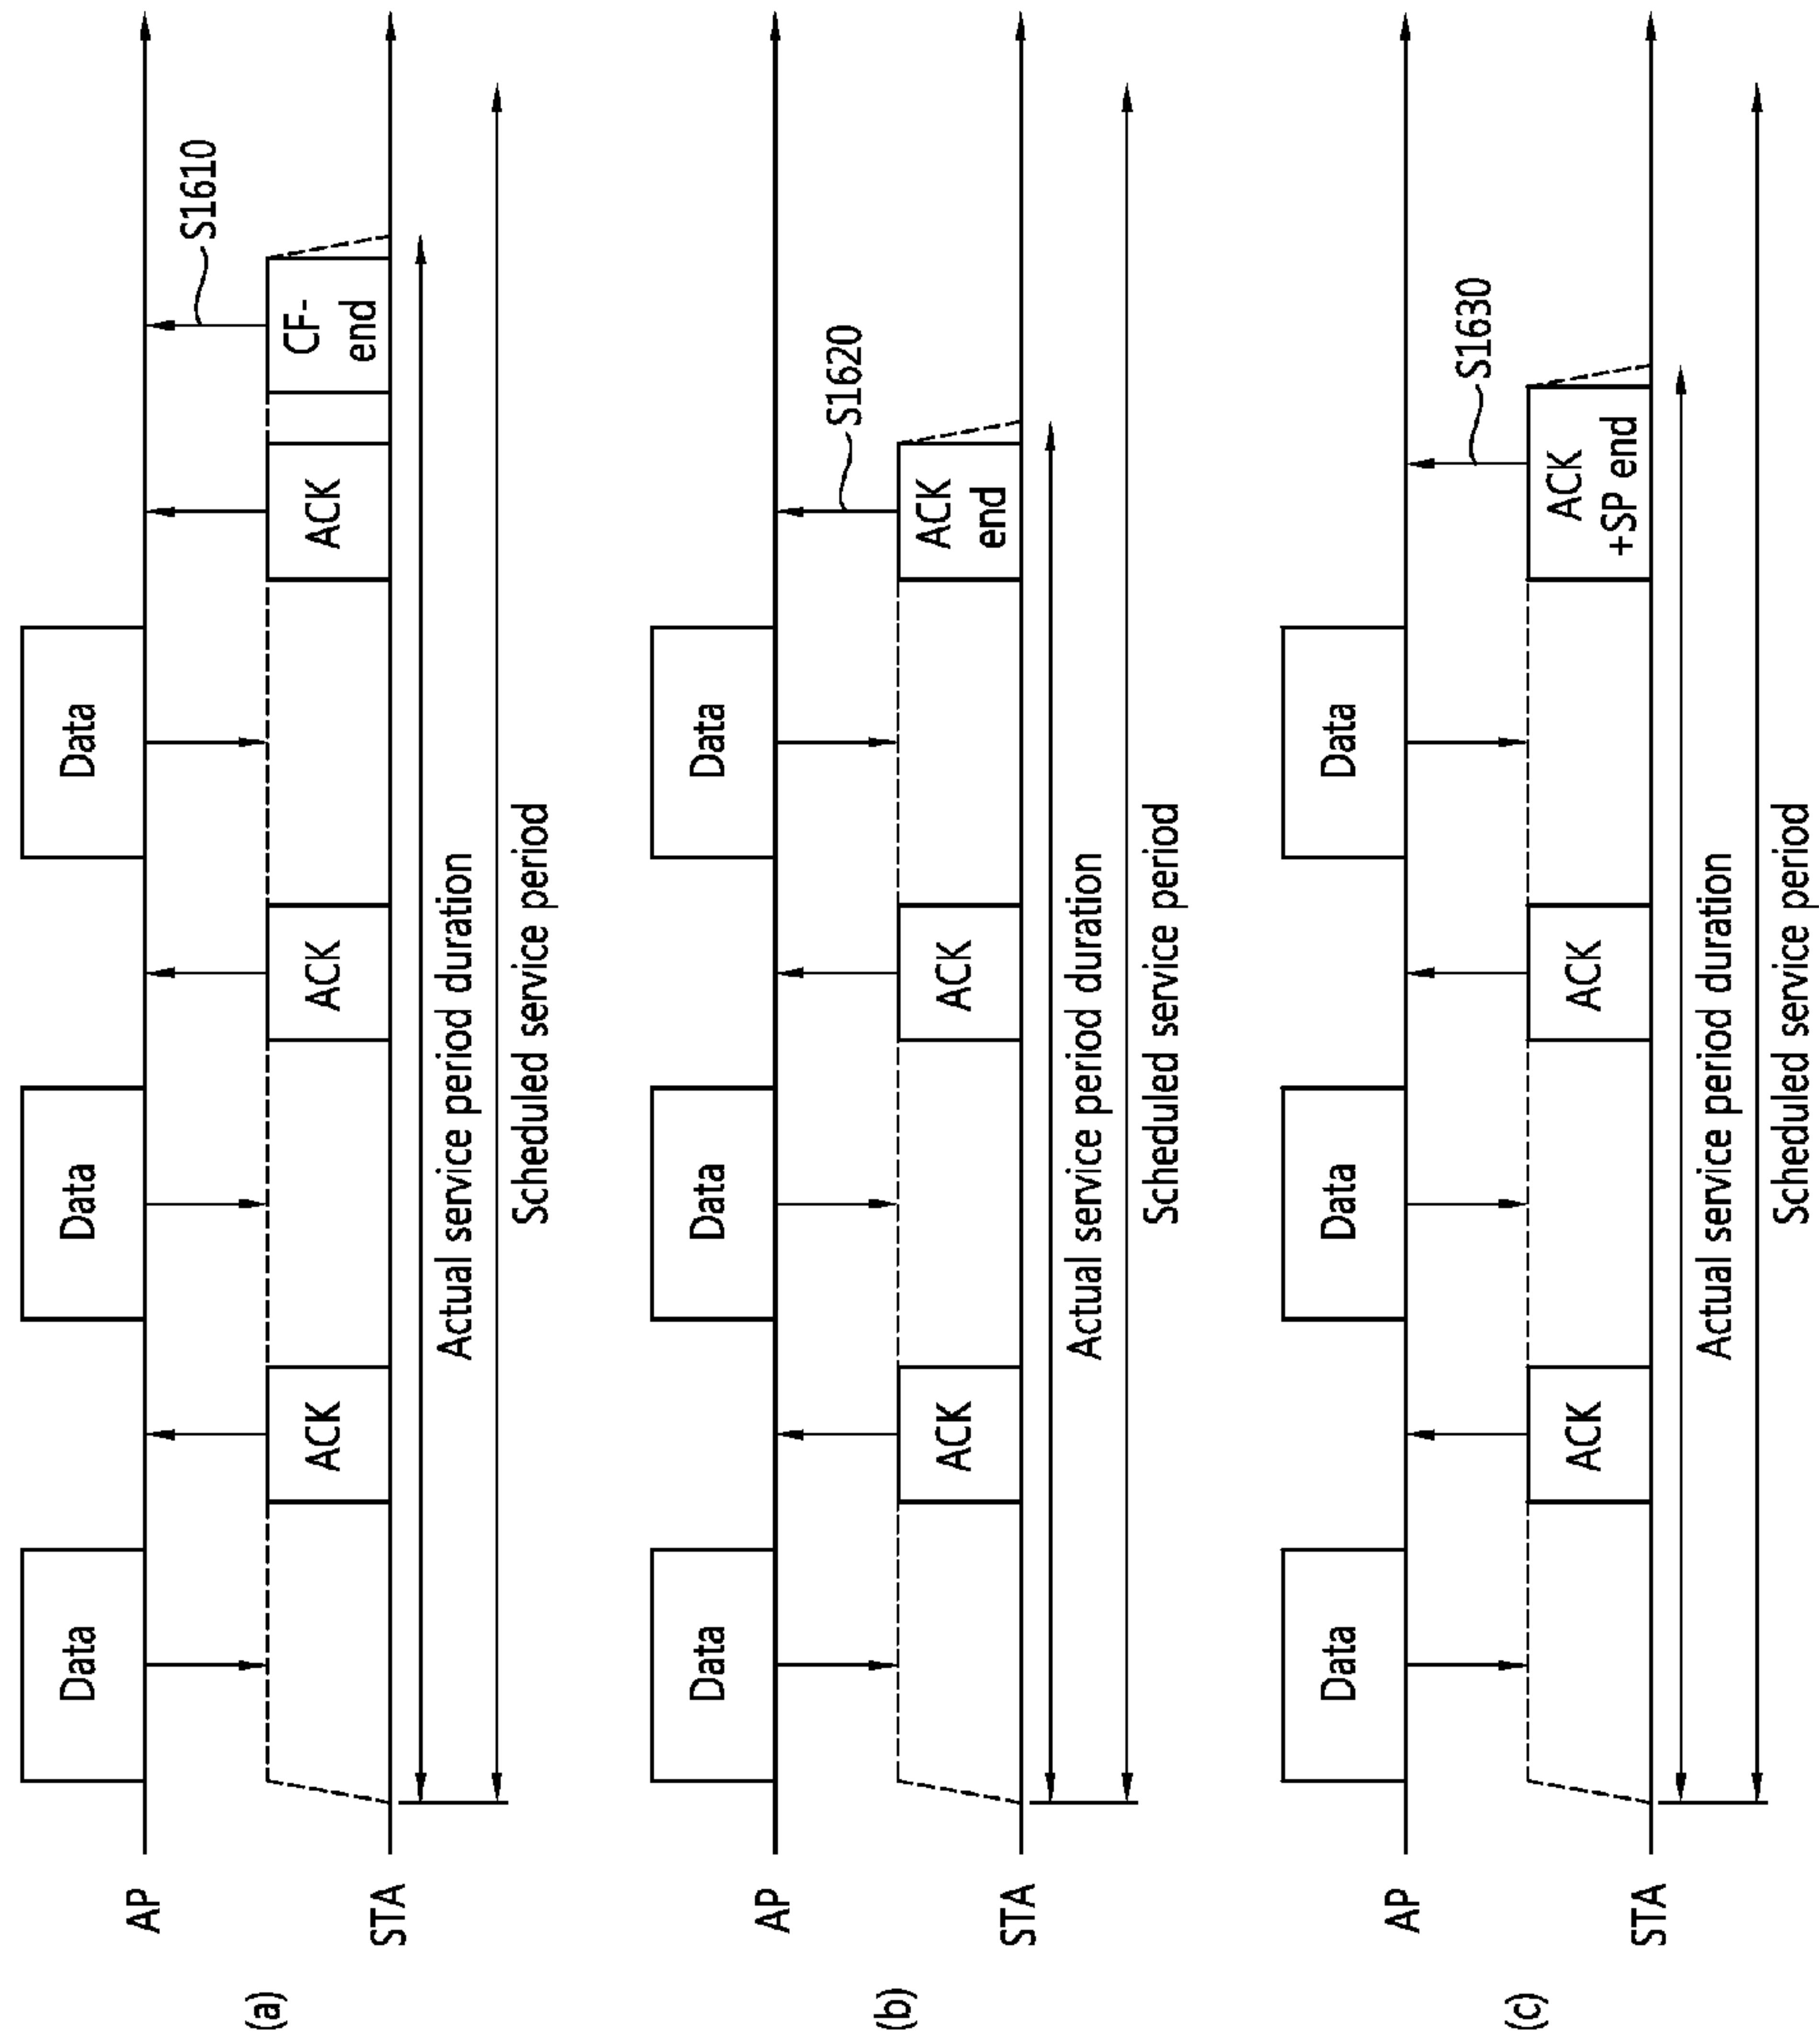 (a)
AP
Data
Data
Data
S1610
STA
ACK
ACK
ACK
CF-
end
Actual service period duration
Scheduled service period
(b)
AP
Data
Data
Data
S1620
STA
ACK
ACK
ACK
end
Actual service period duration
Scheduled service period
(c)
AP
Data
Data
Data
S1630
STA
ACK
ACK
ACK
+SP end
Actual service period duration
Scheduled service period